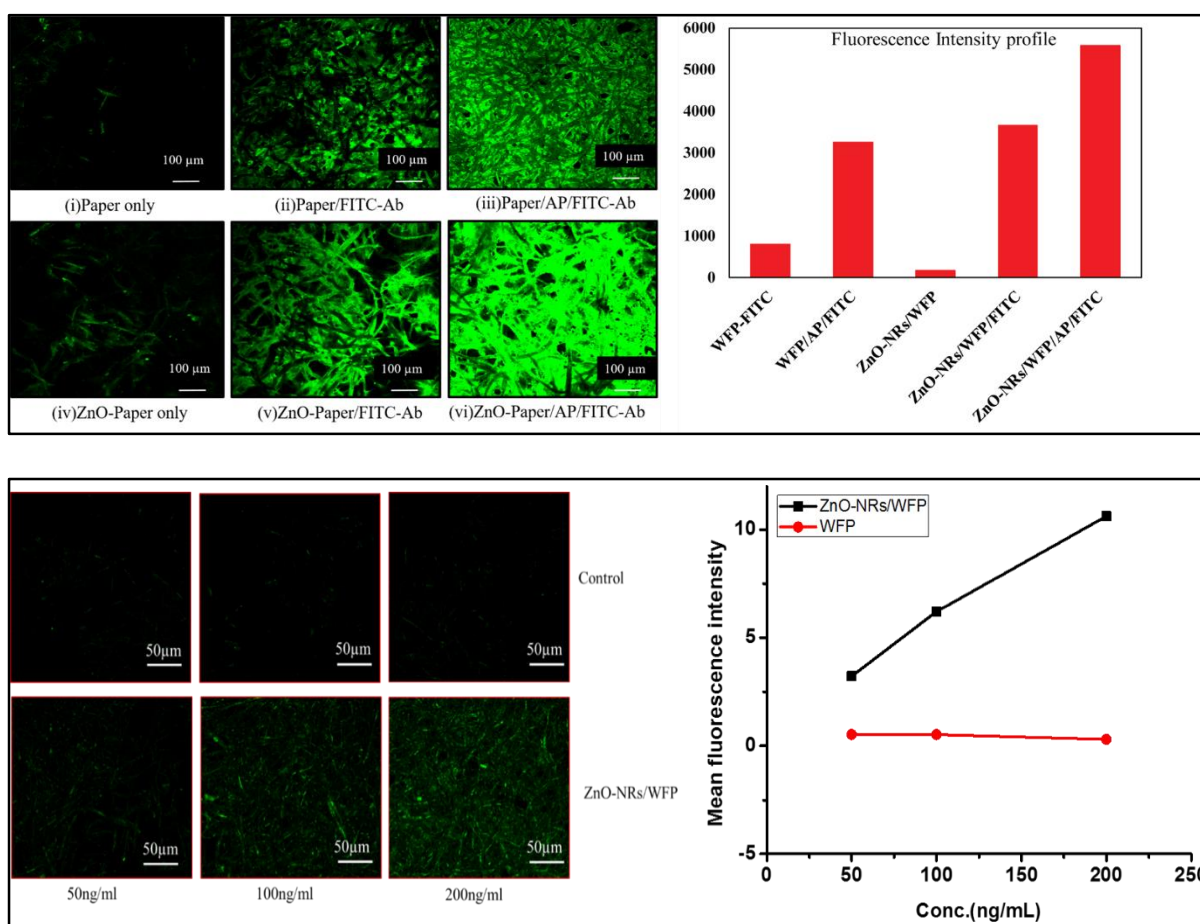 100 µm
100 µm
100 µm
(i)Paper only
(ii)Paper/FITC-Ab
(iii)Paper/AP/FITC-Ab
100 µm
100 µm
100 µm
(iv)ZnO-Paper only
(v)ZnO-Paper/FITC-Ab
(vi)ZnO-Paper/AP/FITC-Ab
Fluorescence Intensity profile
6000
5000
4000
3000
2000
1000
0
WFP-FITC
WFP/AP/FITC
ZnO-NRs/WFP
ZnO-NRs/WFP/FITC
ZnO-NRs/WFP/AP/FITC
50µm
50µm
50µm
Control
50µm
50µm
50µm
ZnO-NRs/WFP
50ng/ml
100ng/ml
200ng/ml
ZnO-NRs/WFP
WFP
Mean fluorescence intensity
10
5
0
-5
0
50
100
150
200
250
Conc.(ng/mL)